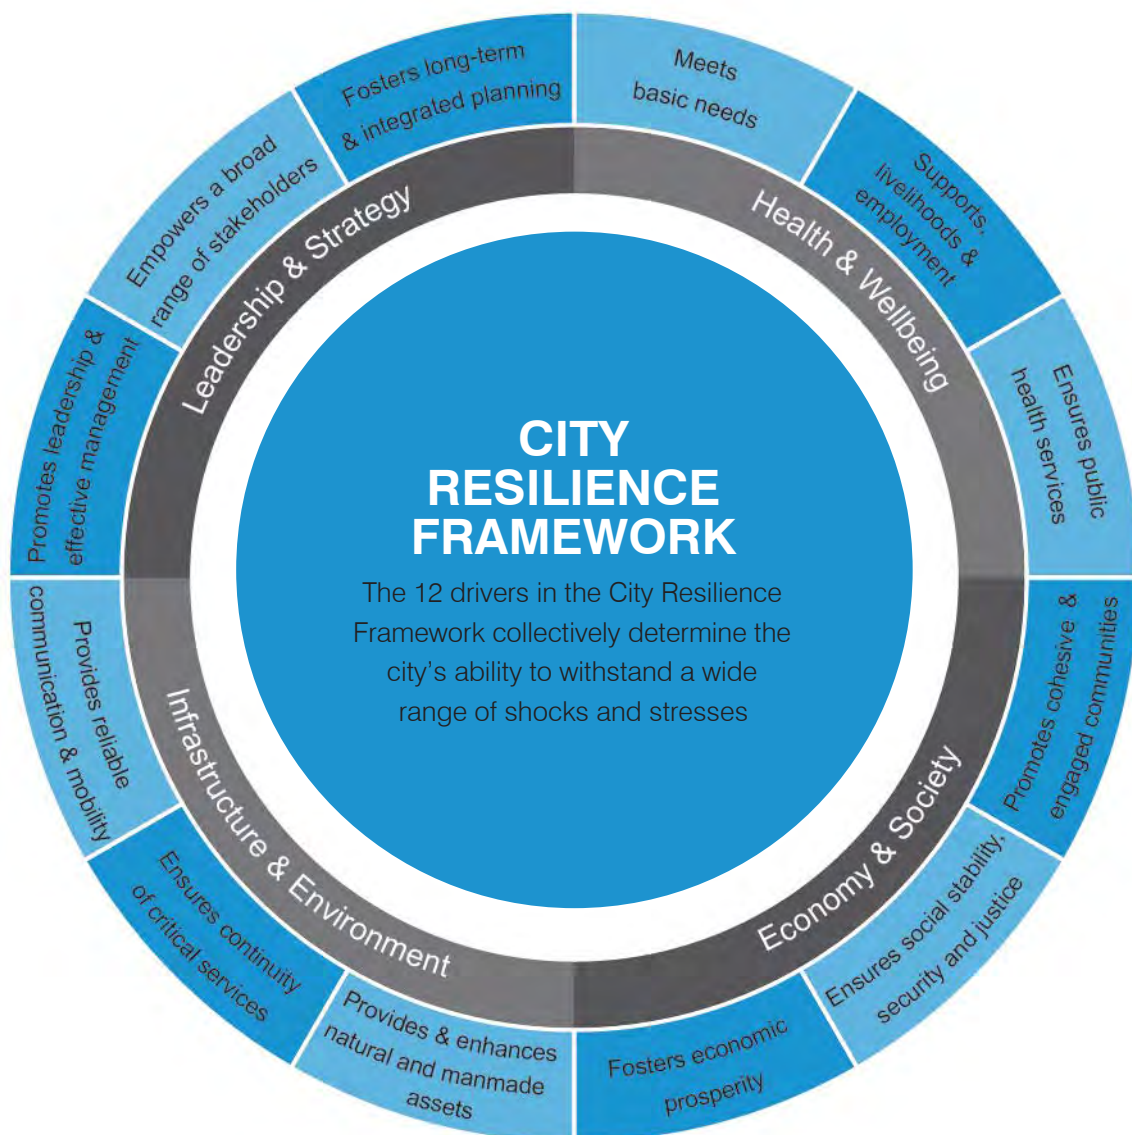 CITY
RESILIENCE
FRAMEWORK
The 12 drivers in the City Resilience
Framework collectively determine the
city's ability to withstand a wide
range of shocks and stresses
Health & Wellbeing
Meets
basic needs
Supports,
livelihoods &
employment
Ensures public
health services
Economy & Society
Promotes cohesive &
engaged communities
Ensures social stability,
security and justice
Fosters economic
prosperity
Infrastructure & Environment
Provides & enhances
natural and manmade
assets
Ensures continuity
of critical services
Provides reliable
communication & mobility
Leadership & Strategy
Promotes leadership &
effective management
Empowers a broad
range of stakeholders
Fosters long-term
& integrated planning